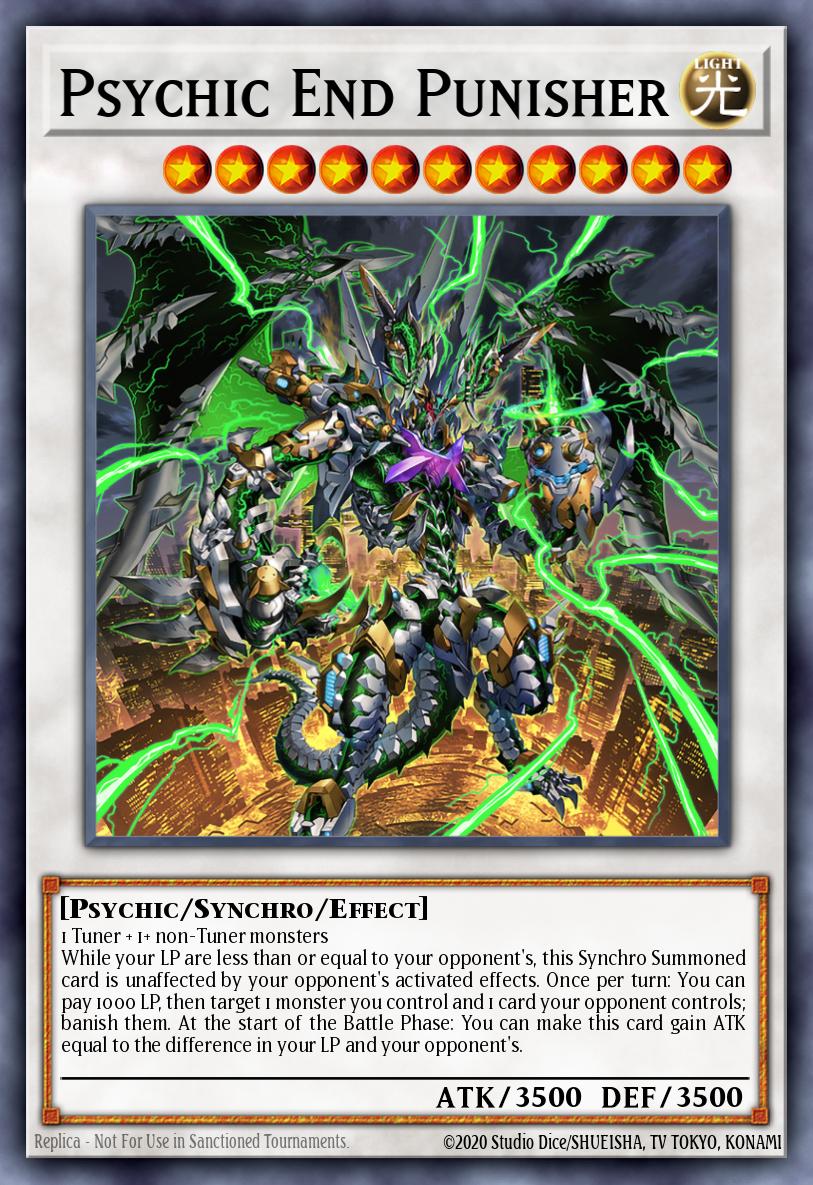 Psychic End Punisher
LIGHT
光
[Psychic/Synchro/Effect]
1 Tuner + 1+ non-Tuner monsters
While your LP are less than or equal to your opponent's, this Synchro Summoned
card is unaffected by your opponent's activated effects. Once per turn: You can
pay 1000 LP, then target 1 monster you control and 1 card your opponent controls;
banish them. At the start of the Battle Phase: You can make this card gain ATK
equal to the difference in your LP and your opponent's.
ATK/3500 DEF/3500
Replica - Not For Use in Sanctioned Tournaments.
©2020 Studio Dice/SHUEISHA, TV TOKYO, KONAMI